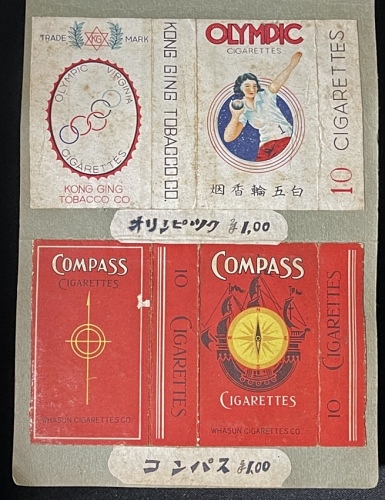 TRADE MARK
KG
OLYMPIC VIRGINIA
CIGARETTES
KONG GING
TOBACCO CO.
KONG GING TOBACCO CO.
OLYMPIC
CIGARETTES
烟香輪五白
10 CIGARETTES
オリンピツク ¥1.00
COMPASS
CIGARETTES
WHASUN CIGARETTES CO.
10 CIGARETTES
COMPASS
N
CIGARETTES
WHASUN CIGARETTES CO.
10 CIGARETTES
コンパス ¥1.00